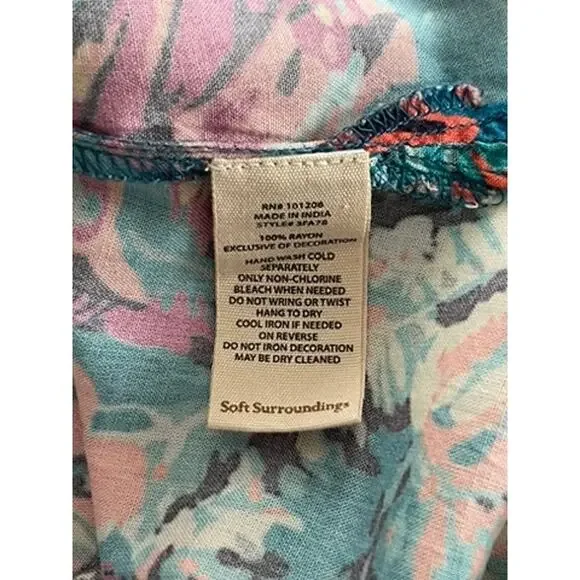 RN# 101206
MADE IN INDIA
STYLE# 3FA78
100% RAYON
EXCLUSIVE OF DECORATION
HAND WASH COLD
SEPARATELY
ONLY NON-CHLORINE
BLEACH WHEN NEEDED
DO NOT WRING OR TWIST
HANG TO DRY
COOL IRON IF NEEDED
ON REVERSE
DO NOT IRON DECORATION
MAY BE DRY CLEANED
Soft Surroundings